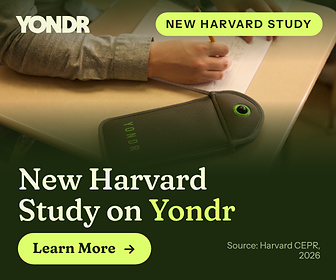 YONDR
NEW HARVARD STUDY
YONDR
New Harvard
Study on Yondr
Learn More →
Source: Harvard CEPR,
2026